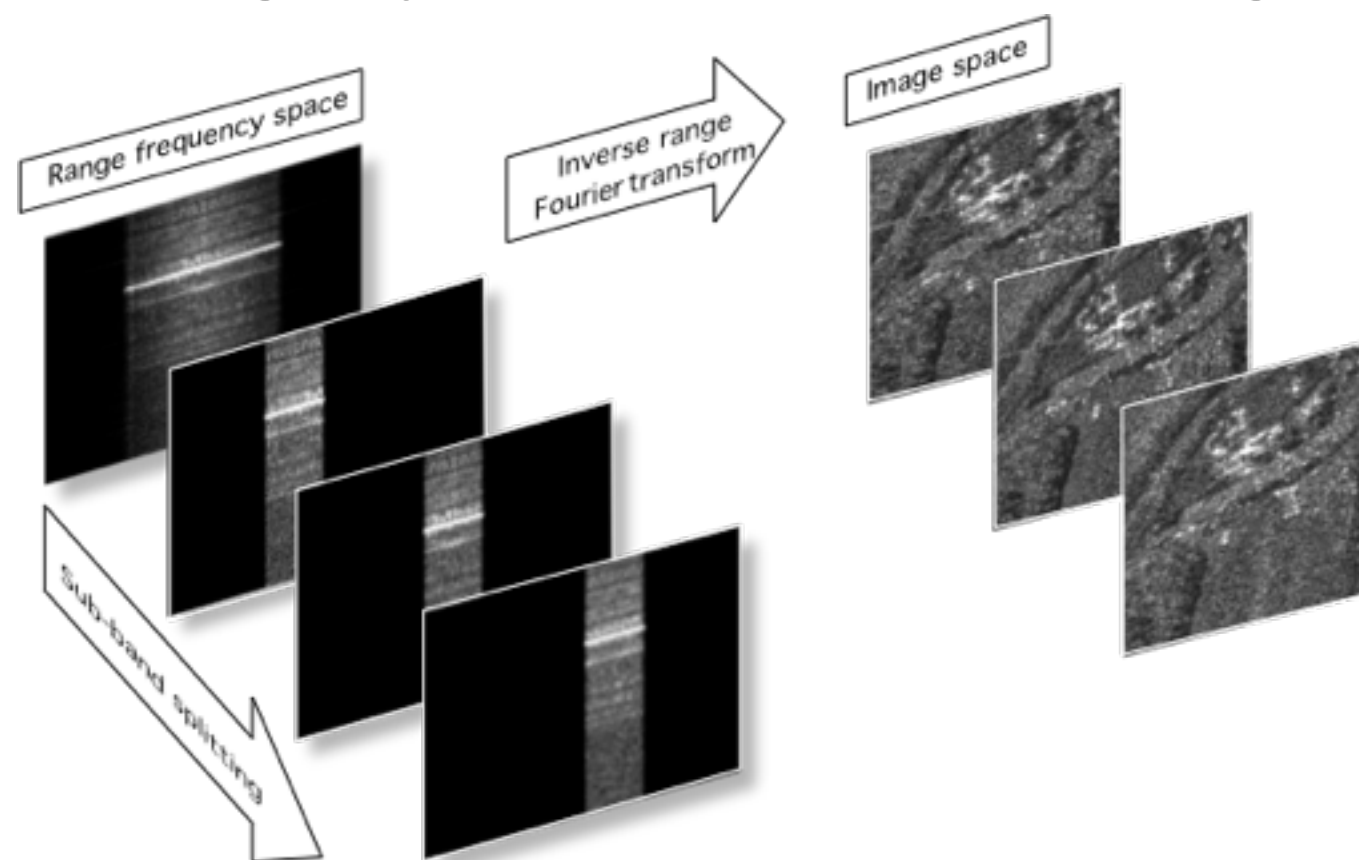 Range frequency space
Inverse range
Fourier transform
Image space
Sub-band splitting